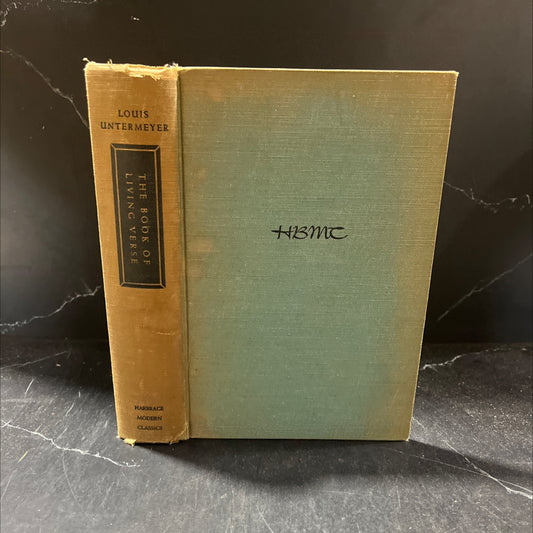 LOUIS
UNTERMEYER
THE BOOK OF
LIVING VERSE
HARBRACE
MODERN
CLASSICS
HBMC